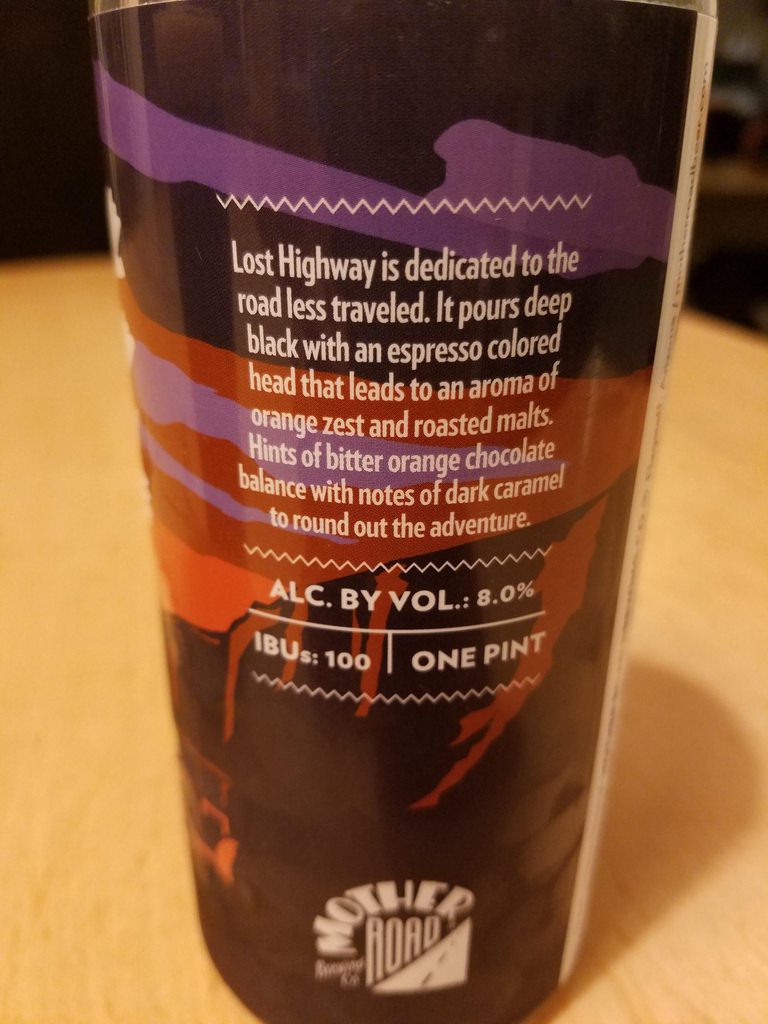 Lost Highway is dedicated to the
road less traveled. It pours deep
black with an espresso colored
head that leads to an aroma of
orange zest and roasted malts.
Hints of bitter orange chocolate
balance with notes of dark caramel
to round out the adventure.
ALC. BY VOL.: 8.0%
IBUs: 100 | ONE PINT
MOTHER
ROAD
Brewing
Co